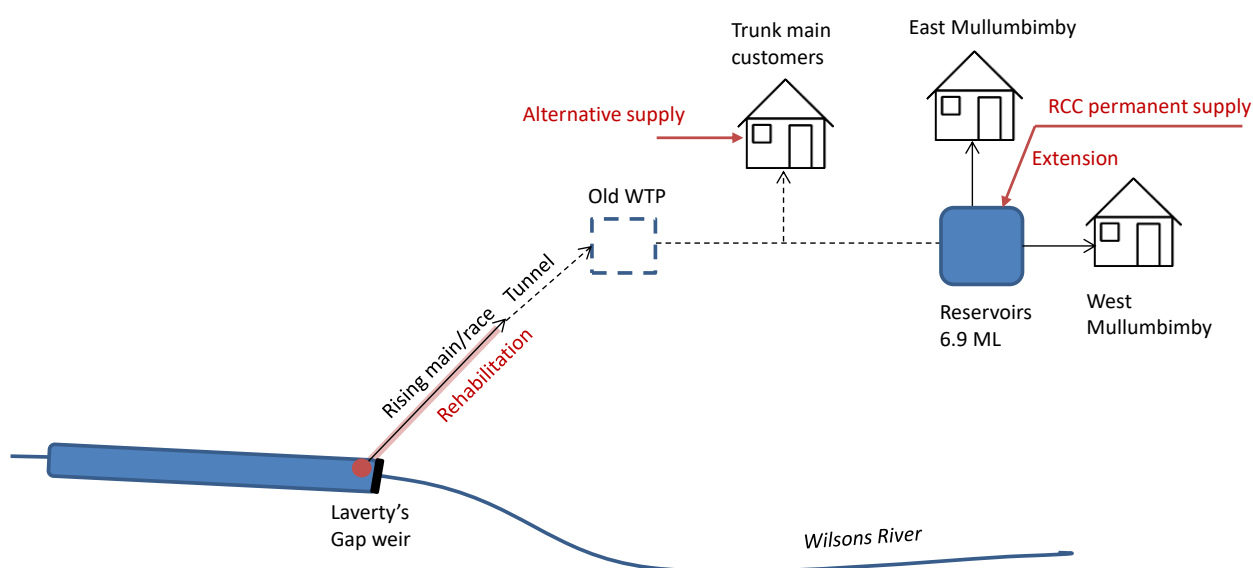 Trunk main
customers
East Mullumbimby
Alternative supply
RCC permanent supply
Extension
Old WTP
Tunnel
Rising main/race
Rehabilitation
Reservoirs
6.9 ML
West
Mullumbimby
Laverty's
Gap weir
Wilsons River